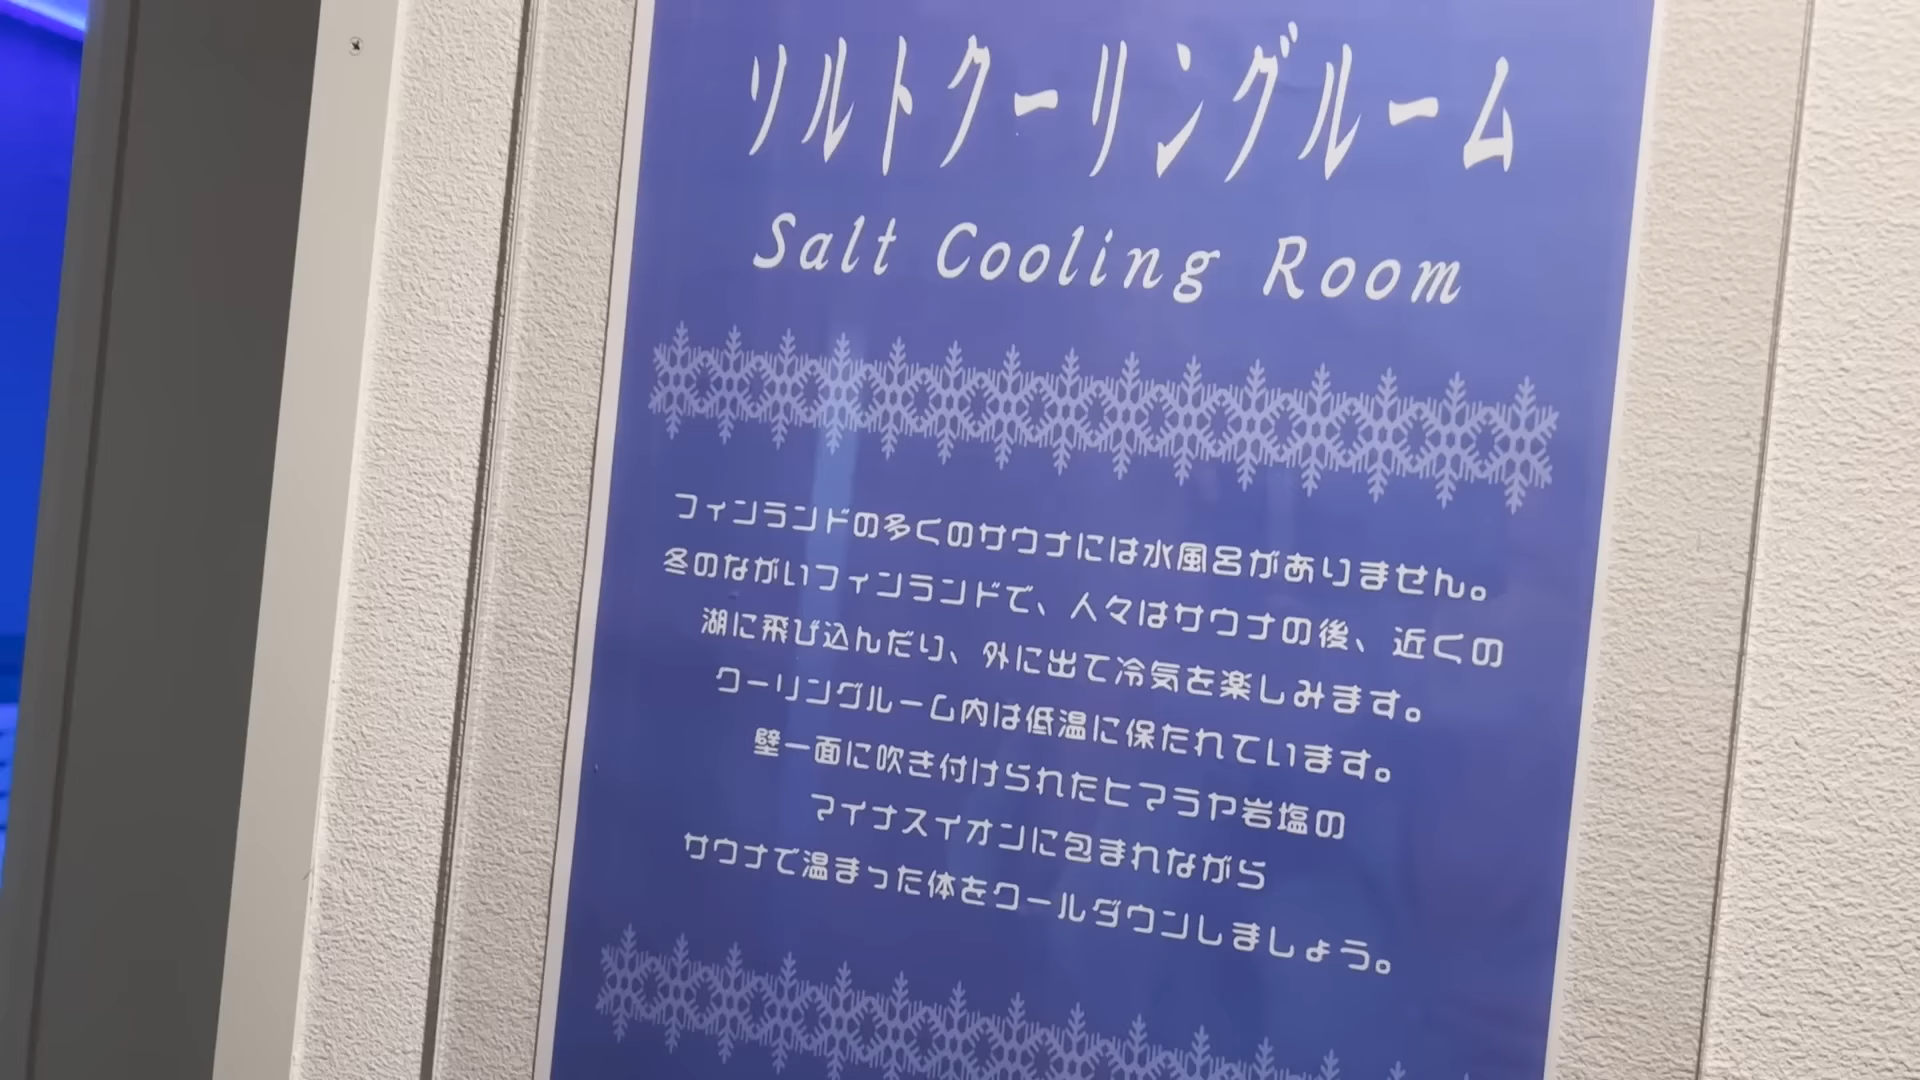 ソルトクーリングルーム
Salt Cooling Room
フィンランドの多くのサウナには水風呂がありません。
冬のながいフィンランドで、人々はサウナの後、近くの
湖に飛び込んだり、外に出て冷気を楽しみます。
クーリングルーム内は低温に保たれています。
壁一面に吹き付けられたヒマラヤ岩塩の
マイナスイオンに包まれながら
サウナで温まった体をクールダウンしましょう。